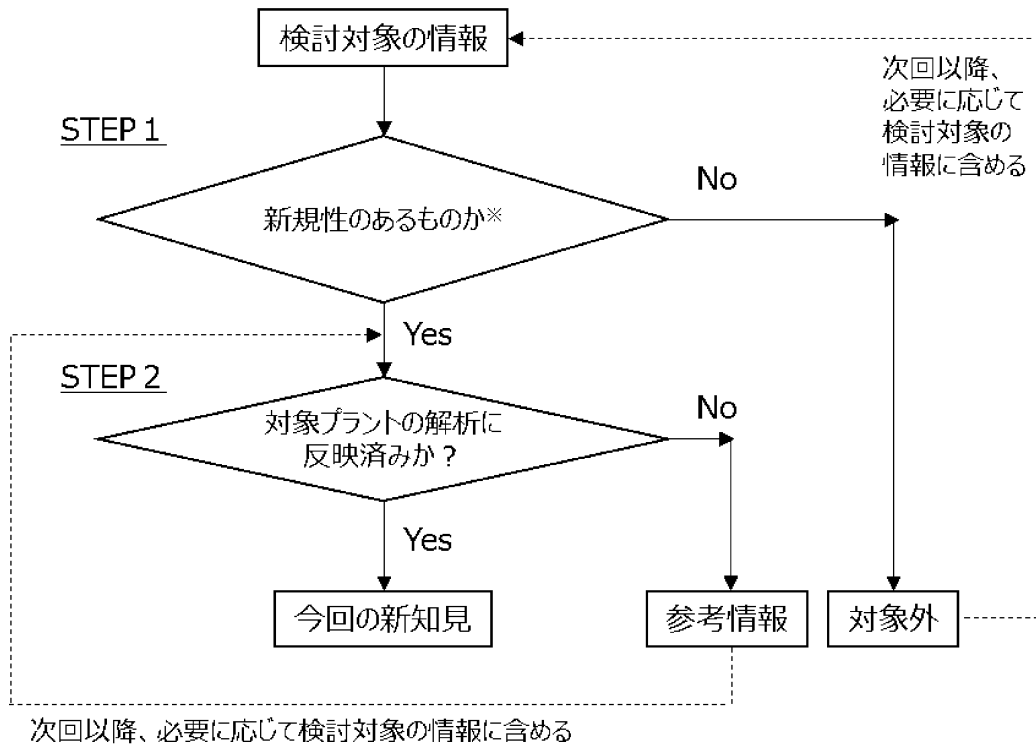 検討対象の情報
次回以降、
必要に応じて
検討対象の
情報に含める
STEP 1
No
新規性のあるものか※
Yes
STEP 2
No
対象プラントの解析に
反映済みか？
Yes
今回の新知見
参考情報
対象外
次回以降、必要に応じて検討対象の情報に含める